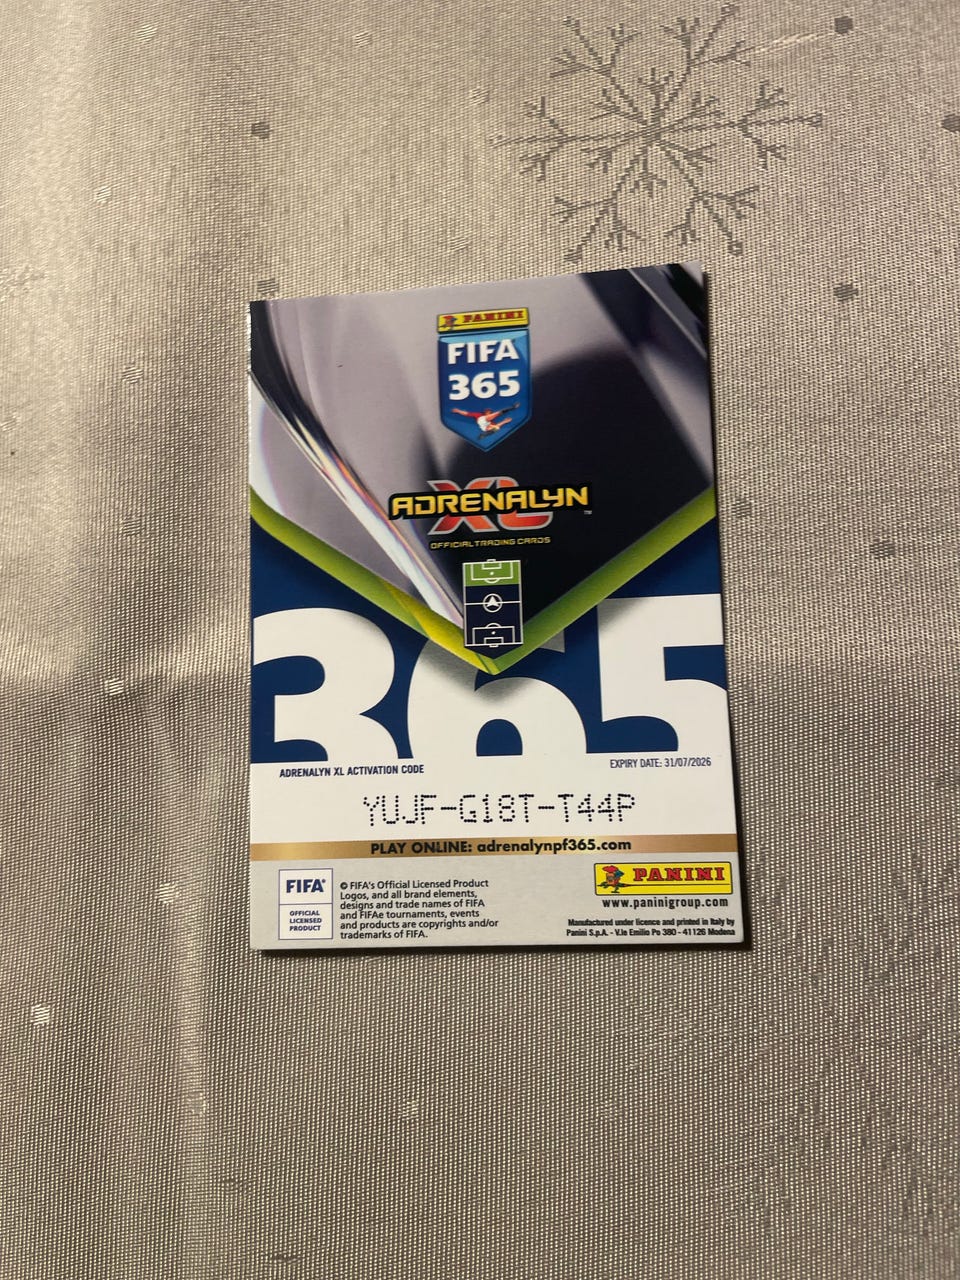 PANINI
FIFA
365
ADRENALYN
XL
™
OFFICIAL TRADING CARDS
365
ADRENALYN XL ACTIVATION CODE
EXPIRY DATE: 31/07/2026
YUJF-G18T-T44P
PLAY ONLINE: adrenalynpf365.com
FIFA®
OFFICIAL
LICENSED
PRODUCT
© FIFA's Official Licensed Product
Logos, and all brand elements,
designs and trade names of FIFA
and FIFAe tournaments, events
and products are copyrights and/or
trademarks of FIFA.
PANINI
www.paninigroup.com
Manufactured under licence and printed in Italy by
Panini S.p.A. - V.le Emilio Po 380 - 41126 Modena